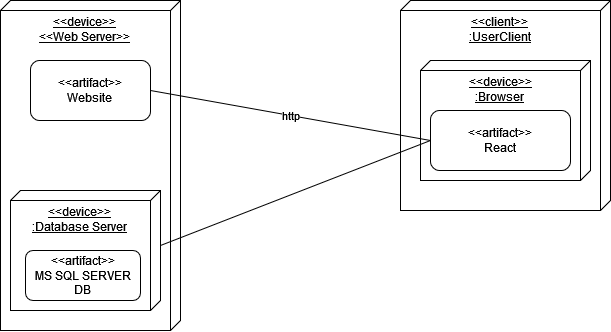 <<device>>
<<Web Server>>
<<artifact>>
Website
<<device>>
:Database Server
<<artifact>>
MS SQL SERVER
DB
http
<<client>>
:UserClient
<<device>>
:Browser
<<artifact>>
React